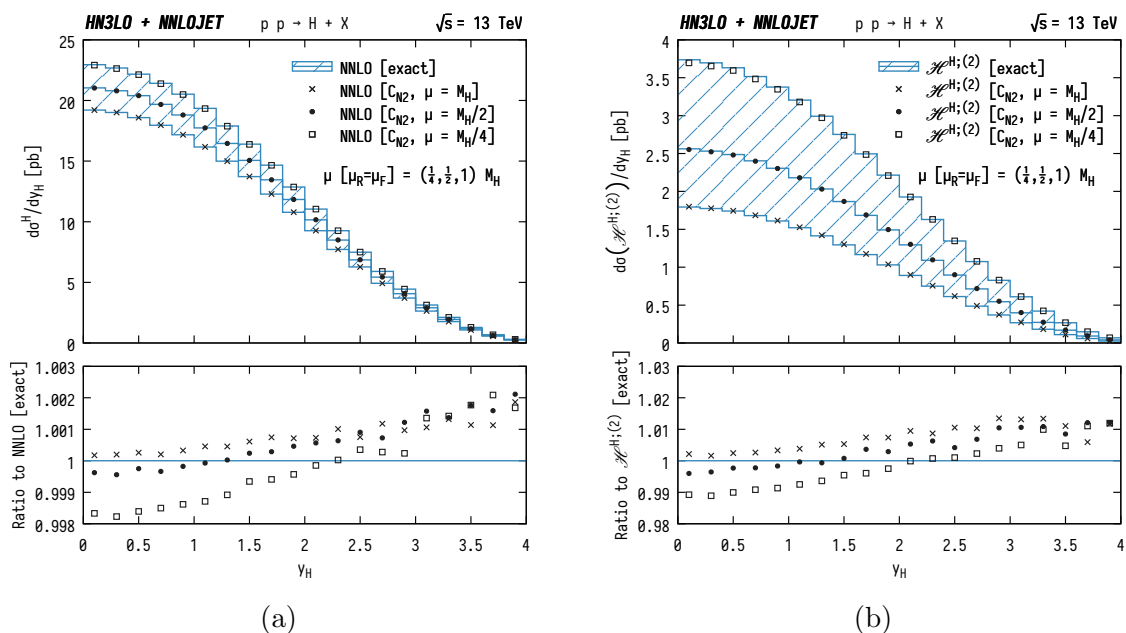 HN3LO + NNLOJET p p → H + X √s = 13 TeV
dσᴴ/dy_H [pb]
25
20
15
10
5
0
NNLO [exact]
NNLO [C_N2, μ = M_H]
NNLO [C_N2, μ = M_H/2]
NNLO [C_N2, μ = M_H/4]
μ [μ_R=μ_F] = (¼,½,1) M_H
Ratio to NNLO [exact]
1.003
1.002
1.001
1
0.999
0.998
0 0.5 1 1.5 2 2.5 3 3.5 4
y_H
(a)
HN3LO + NNLOJET p p → H + X √s = 13 TeV
dσ(ℋ^{H;(2)})/dy_H [pb]
4
3.5
3
2.5
2
1.5
1
0.5
0
ℋ^{H;(2)} [exact]
ℋ^{H;(2)} [C_N2, μ = M_H]
ℋ^{H;(2)} [C_N2, μ = M_H/2]
ℋ^{H;(2)} [C_N2, μ = M_H/4]
μ [μ_R=μ_F] = (¼,½,1) M_H
Ratio to ℋ^{H;(2)} [exact]
1.03
1.02
1.01
1
0.99
0.98
0 0.5 1 1.5 2 2.5 3 3.5 4
y_H
(b)